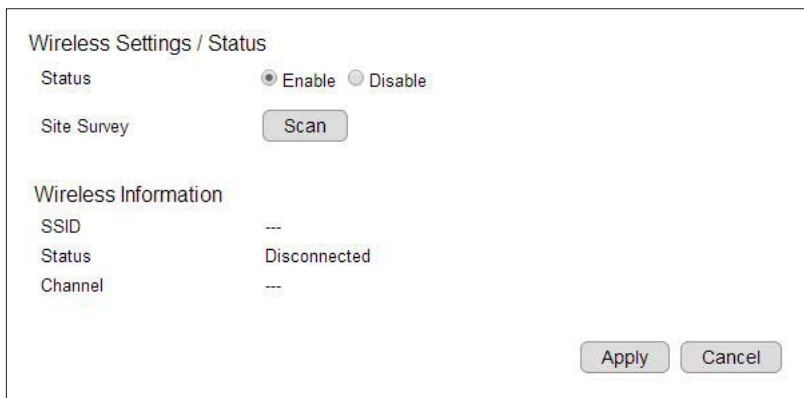 Wireless Settings / Status
Status Enable Disable
Site Survey Scan
Wireless Information
SSID ---
Status Disconnected
Channel ---
Apply Cancel